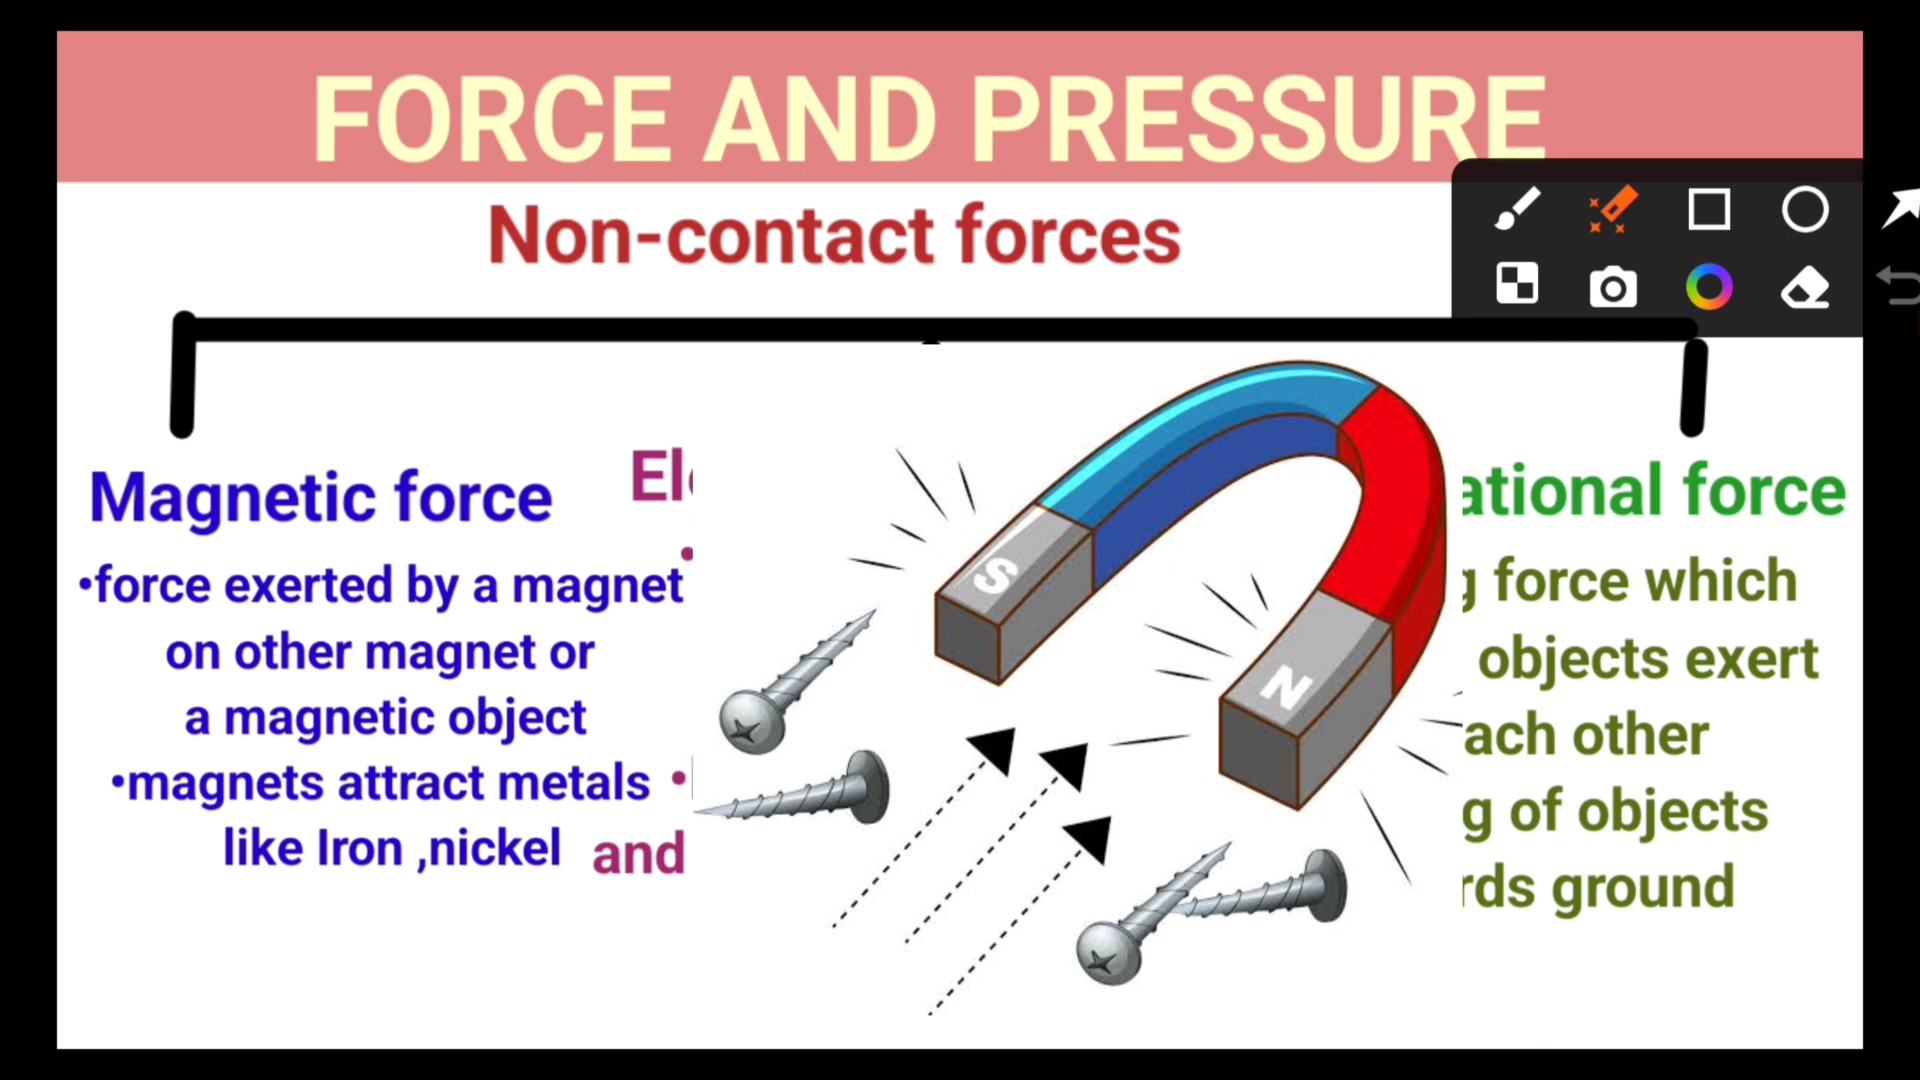 FORCE AND PRESSURE
Non-contact forces
Magnetic force
•force exerted by a magnet
on other magnet or
a magnetic object
•magnets attract metals
like Iron ,nickel
and
S
N
ational force
force which
objects exert
ach other
g of objects
rds ground